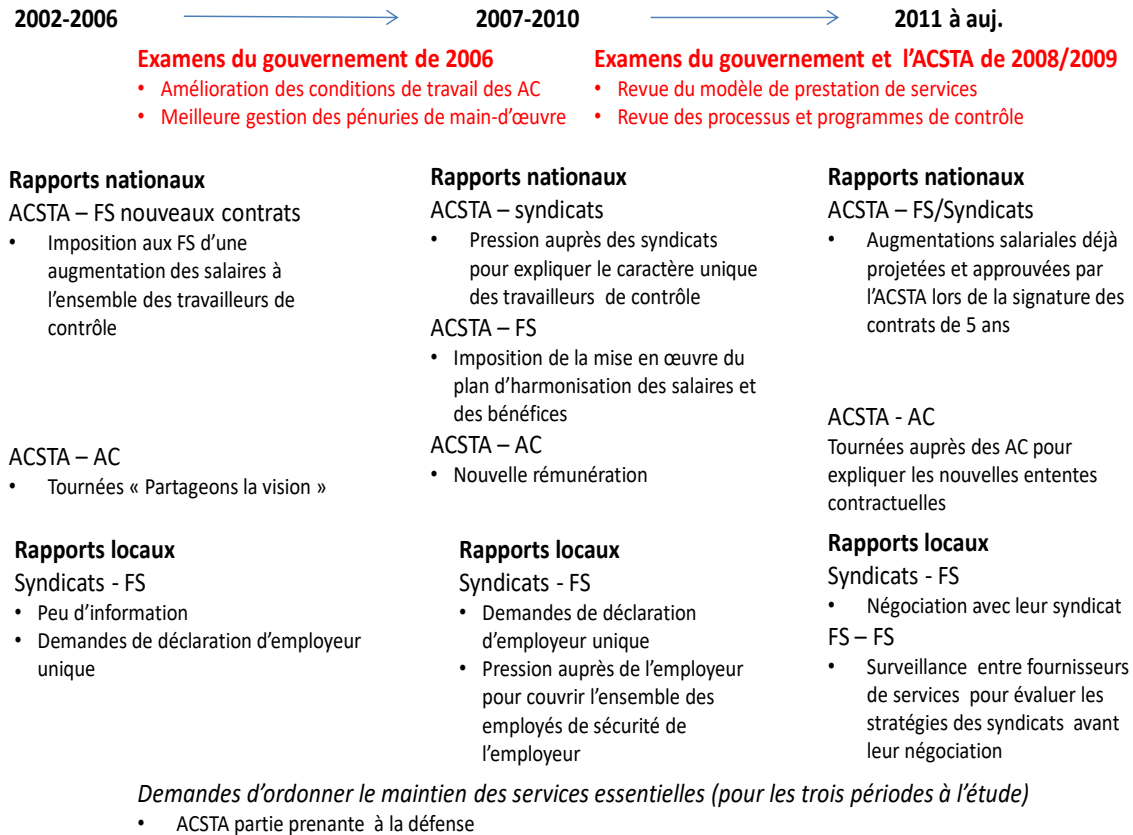 2002-2006
2007-2010
2011 à auj.
Examens du gouvernement de 2006
• Amélioration des conditions de travail des AC
• Meilleure gestion des pénuries de main-d'œuvre
Examens du gouvernement et l'ACSTA de 2008/2009
• Revue du modèle de prestation de services
• Revue des processus et programmes de contrôle
Rapports nationaux
ACSTA – FS nouveaux contrats
• Imposition aux FS d'une
augmentation des salaires à
l'ensemble des travailleurs de
contrôle
ACSTA – AC
• Tournées « Partageons la vision »
Rapports nationaux
ACSTA – syndicats
• Pression auprès des syndicats
pour expliquer le caractère unique
des travailleurs de contrôle
ACSTA – FS
• Imposition de la mise en œuvre du
plan d'harmonisation des salaires et
des bénéfices
ACSTA – AC
• Nouvelle rémunération
Rapports nationaux
ACSTA – FS/Syndicats
• Augmentations salariales déjà
projetées et approuvées par
l'ACSTA lors de la signature des
contrats de 5 ans
ACSTA - AC
Tournées auprès des AC pour
expliquer les nouvelles ententes
contractuelles
Rapports locaux
Syndicats - FS
• Peu d'information
• Demandes de déclaration d'employeur
unique
Rapports locaux
Syndicats - FS
• Demandes de déclaration
d'employeur unique
• Pression auprès de l'employeur
pour couvrir l'ensemble des
employés de sécurité de
l'employeur
Rapports locaux
Syndicats - FS
• Négociation avec leur syndicat
FS – FS
• Surveillance entre fournisseurs
de services pour évaluer les
stratégies des syndicats avant
leur négociation
Demandes d'ordonner le maintien des services essentielles (pour les trois périodes à l'étude)
• ACSTA partie prenante à la défense